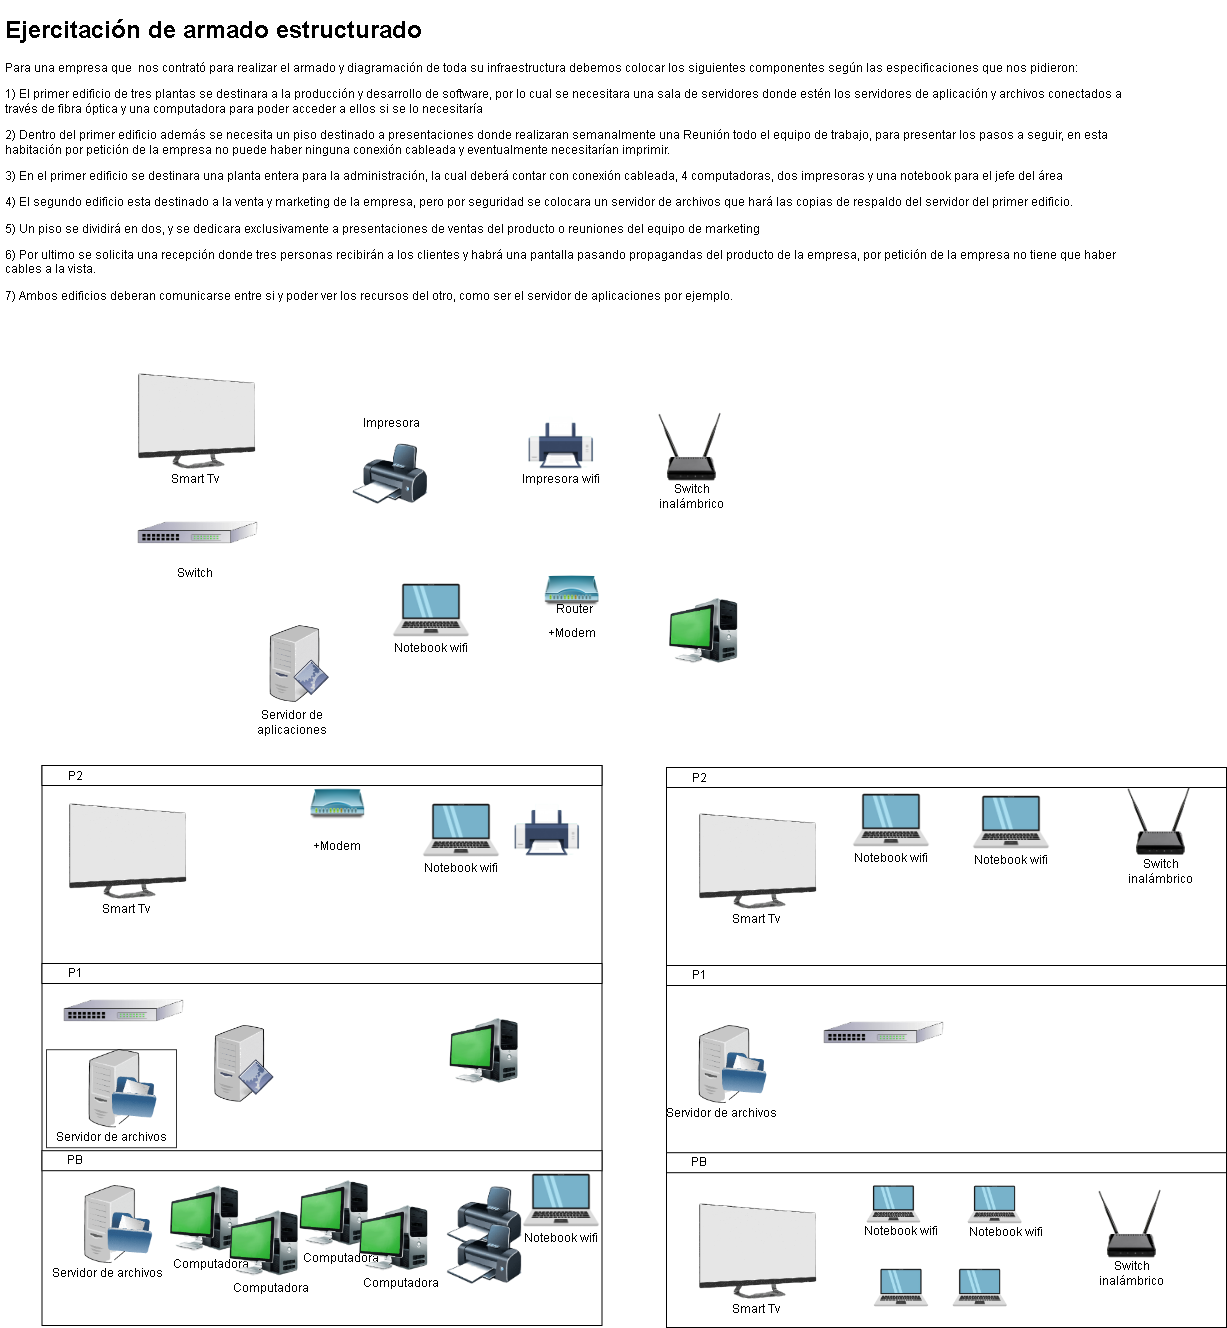 Ejercitación de armado estructurado
Para una empresa que  nos contrató para realizar el armado y diagramación de toda su infraestructura debemos colocar los siguientes componentes según las especificaciones que nos pidieron:
1) El primer edificio de tres plantas se destinara a la producción y desarrollo de software, por lo cual se necesitara una sala de servidores donde estén los servidores de aplicación y archivos conectados a
través de fibra óptica y una computadora para poder acceder a ellos si se lo necesitaría
2) Dentro del primer edificio además se necesita un piso destinado a presentaciones donde realizaran semanalmente una Reunión todo el equipo de trabajo, para presentar los pasos a seguir, en esta
habitación por petición de la empresa no puede haber ninguna conexión cableada y eventualmente necesitarían imprimir.
3) En el primer edificio se destinara una planta entera para la administración, la cual deberá contar con conexión cableada, 4 computadoras, dos impresoras y una notebook para el jefe del área
4) El segundo edificio esta destinado a la venta y marketing de la empresa, pero por seguridad se colocara un servidor de archivos que hará las copias de respaldo del servidor del primer edificio.
5) Un piso se dividirá en dos, y se dedicara exclusivamente a presentaciones de ventas del producto o reuniones del equipo de marketing
6) Por ultimo se solicita una recepción donde tres personas recibirán a los clientes y habrá una pantalla pasando propagandas del producto de la empresa, por petición de la empresa no tiene que haber
cables a la vista.
7) Ambos edificios deberan comunicarse entre si y poder ver los recursos del otro, como ser el servidor de aplicaciones por ejemplo.
Impresora
Smart Tv
Impresora wifi
Switch
inalámbrico
Switch
Router
+Modem
Notebook wifi
Servidor de
aplicaciones
P2
+Modem
Notebook wifi
Smart Tv
P1
Servidor de archivos
PB
Servidor de archivos
Computadora
Computadora
Computadora
Computadora
Notebook wifi
P2
Notebook wifi
Notebook wifi
Switch
inalámbrico
Smart Tv
P1
Servidor de archivos
PB
Notebook wifi
Notebook wifi
Switch
inalámbrico
Smart Tv